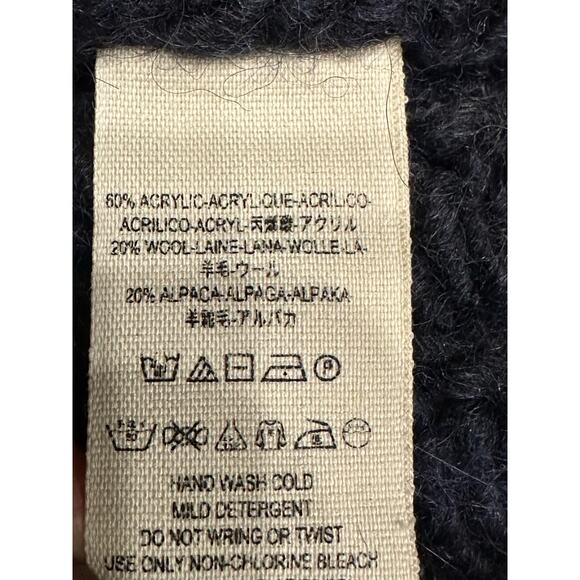 60% ACRYLIC-ACRYLIQUE-ACRILICO-
ACRILICO-ACRYL-丙烯酸-アクリル
20% WOOL-LAINE-LANA-WOLLE-LA-
羊毛-ウール
20% ALPACA-ALPAGA-ALPAKA-
羊駝毛-アルパカ
HAND WASH COLD
MILD DETERGENT
DO NOT WRING OR TWIST
USE ONLY NON-CHLORINE BLEACH